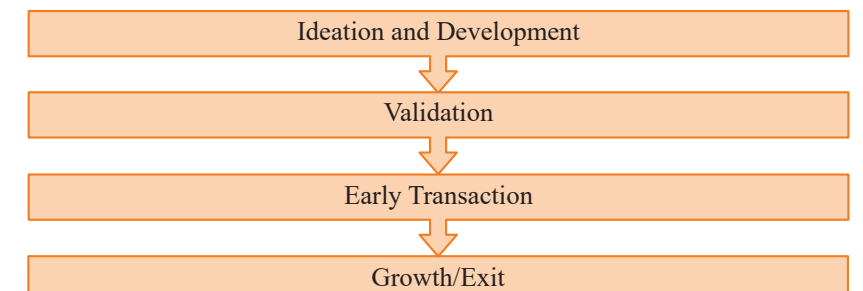 Ideation and Development
Validation
Early Transaction
Growth/Exit